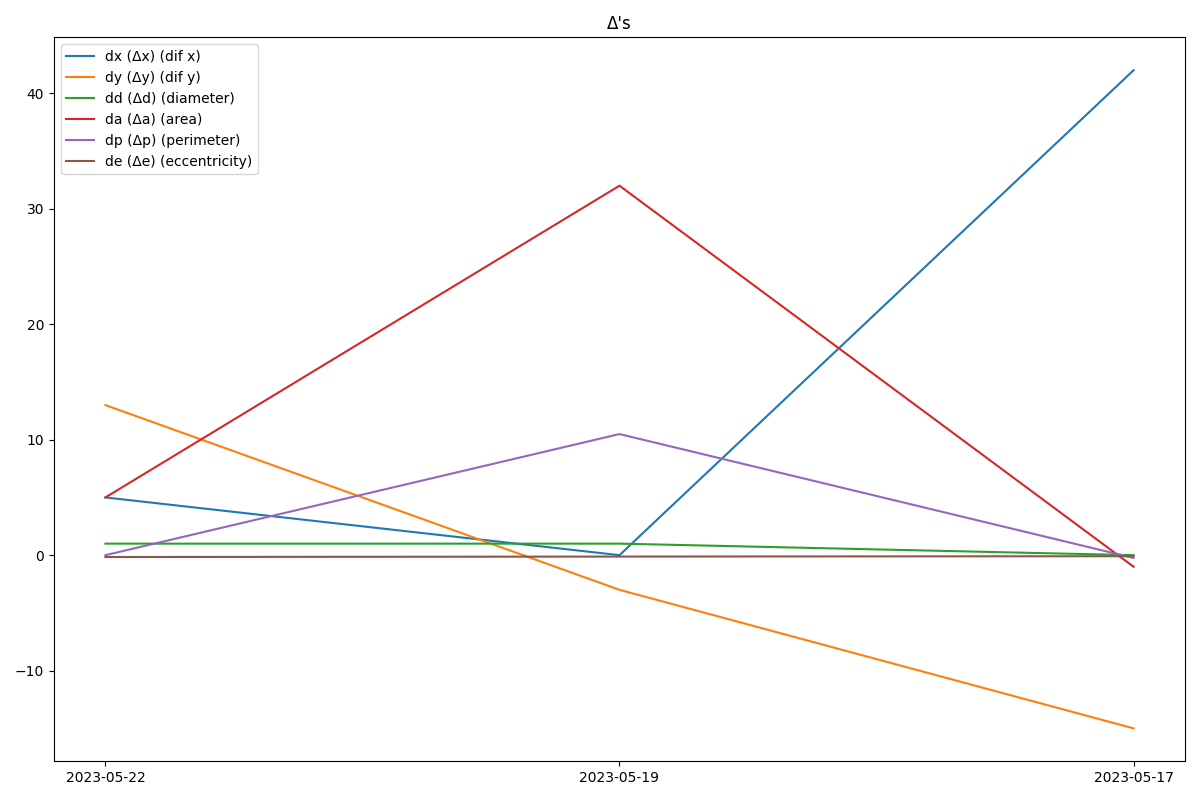 Δ's
dx (Δx) (dif x)
dy (Δy) (dif y)
dd (Δd) (diameter)
da (Δa) (area)
dp (Δp) (perimeter)
de (Δe) (eccentricity)
40
30
20
10
0
−10
2023-05-22 2023-05-19 2023-05-17